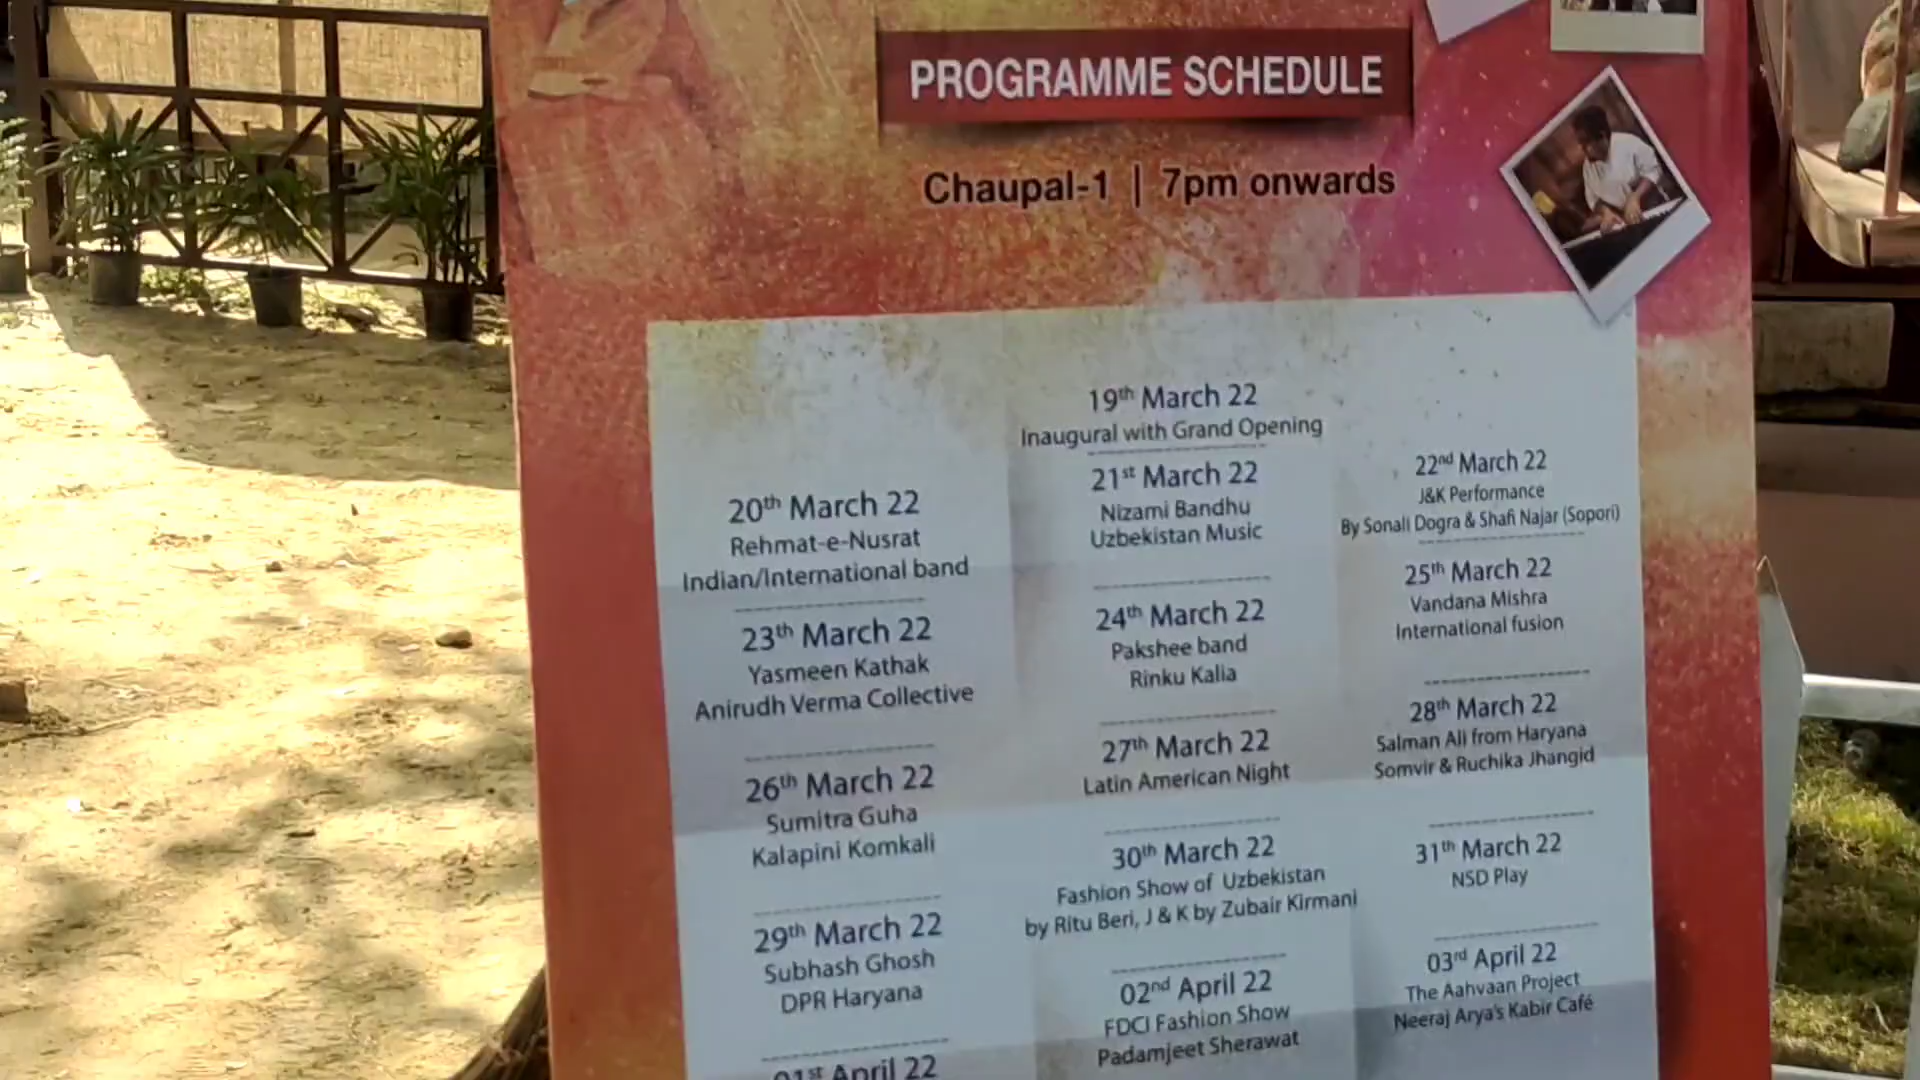 PROGRAMME SCHEDULE
Chaupal-1 | 7pm onwards
19th March 22
Inaugural with Grand Opening
20th March 22
Rehmat-e-Nusrat
Indian/International band
21st March 22
Nizami Bandhu
Uzbekistan Music
22nd March 22
J&K Performance
By Sonali Dogra & Shafi Najar (Sopori)
23th March 22
Yasmeen Kathak
Anirudh Verma Collective
24th March 22
Pakshee band
Rinku Kalia
25th March 22
Vandana Mishra
International fusion
26th March 22
Sumitra Guha
Kalapini Komkali
27th March 22
Latin American Night
28th March 22
Salman Ali from Haryana
Somvir & Ruchika Jhangid
29th March 22
Subhash Ghosh
DPR Haryana
30th March 22
Fashion Show of Uzbekistan
by Ritu Beri, J & K by Zubair Kirmani
31th March 22
NSD Play
01st April 22
02nd April 22
FDCI Fashion Show
Padamjeet Sherawat
03rd April 22
The Aahvaan Project
Neeraj Arya's Kabir Café